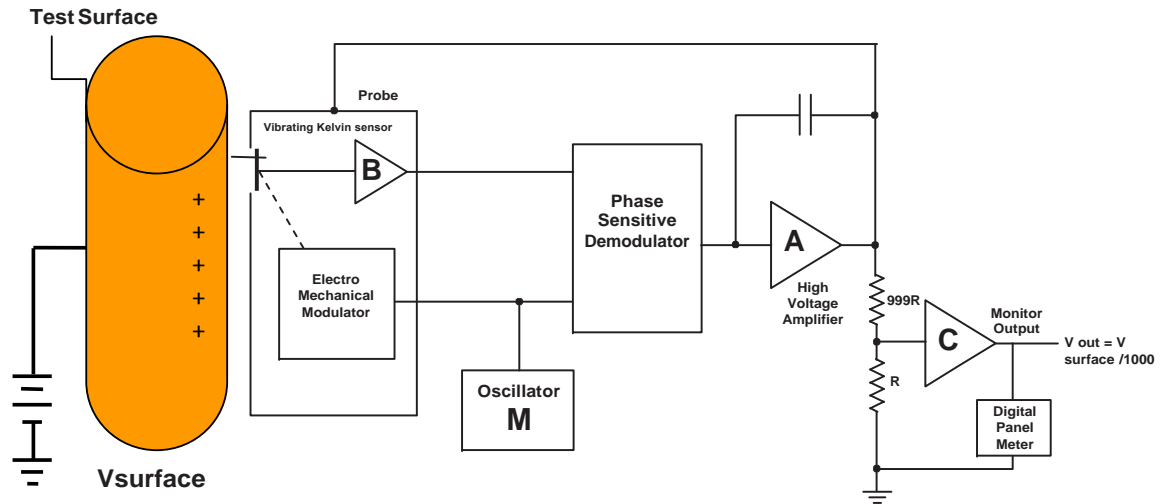 Test Surface
Probe
Vibrating Kelvin sensor
B
+
+
+
+
+
Electro
Mechanical
Modulator
Phase
Sensitive
Demodulator
A
High
Voltage
Amplifier
999R
R
C
Monitor
Output
V out = V
surface /1000
Oscillator
M
Digital
Panel
Meter
Vsurface